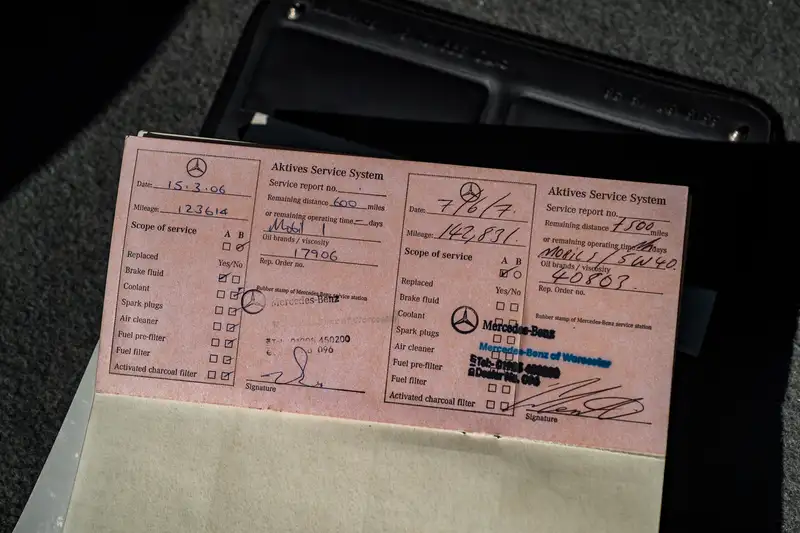 Date: 15.3.06
Mileage: 123614
Scope of service
A B
Replaced
Yes/No
Brake fluid
Coolant
Spark plugs
Air cleaner
Fuel pre-filter
Fuel filter
Activated charcoal filter
Aktives Service System
Service report no.
Remaining distance 600 miles
or remaining operating time – days
Mobil 1
Oil brands / viscosity
17906
Rep. Order no.
Rubber stamp of Mercedes-Benz service station
Mercedes-Benz
Signature
Date: 7/6/7.
Mileage: 142,831.
Scope of service
A B
Replaced
Yes/No
Brake fluid
Coolant
Spark plugs
Air cleaner
Fuel pre-filter
Fuel filter
Activated charcoal filter
Aktives Service System
Service report no.
Remaining distance 7500 miles
or remaining operating time days
MOBIL1/5W40.
Oil brands / viscosity
40803.
Rep. Order no.
Rubber stamp of Mercedes-Benz service station
Mercedes-Benz
Mercedes-Benz of Worcester
Signature